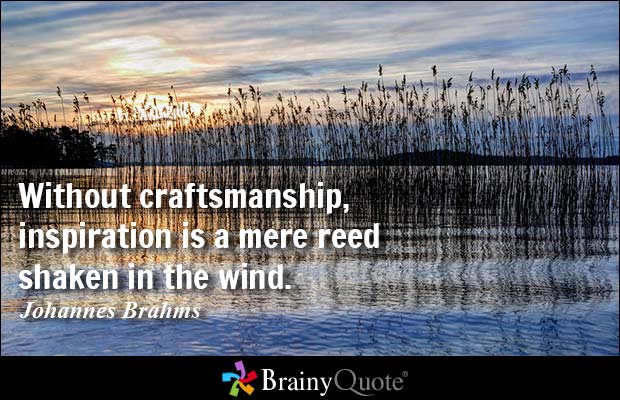 Without craftsmanship,
inspiration is a mere reed
shaken in the wind.
Johannes Brahms
BrainyQuote®